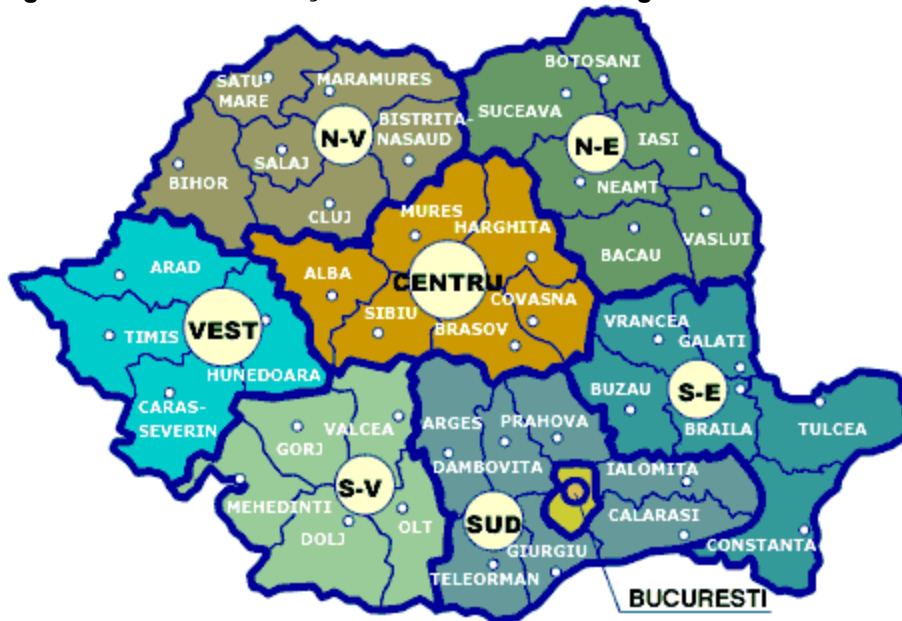 BOTOSANI
SATU-
MARE
MARAMURES
SUCEAVA
BISTRITA-
NASAUD
N-V
N-E
IASI
SALAJ
BIHOR
NEAMT
CLUJ
MURES
HARGHITA
VASLUI
BACAU
ARAD
ALBA
CENTRU
COVASNA
SIBIU
BRASOV
VRANCEA
GALATI
VEST
TIMIS
HUNEDOARA
BUZAU
S-E
CARAS-
SEVERIN
VALCEA
ARGES
PRAHOVA
BRAILA
TULCEA
GORJ
DAMBOVITA
IALOMITA
S-V
MEHEDINTI
DOLJ
OLT
SUD
CALARASI
GIURGIU
CONSTANTA
TELEORMAN
BUCURESTI